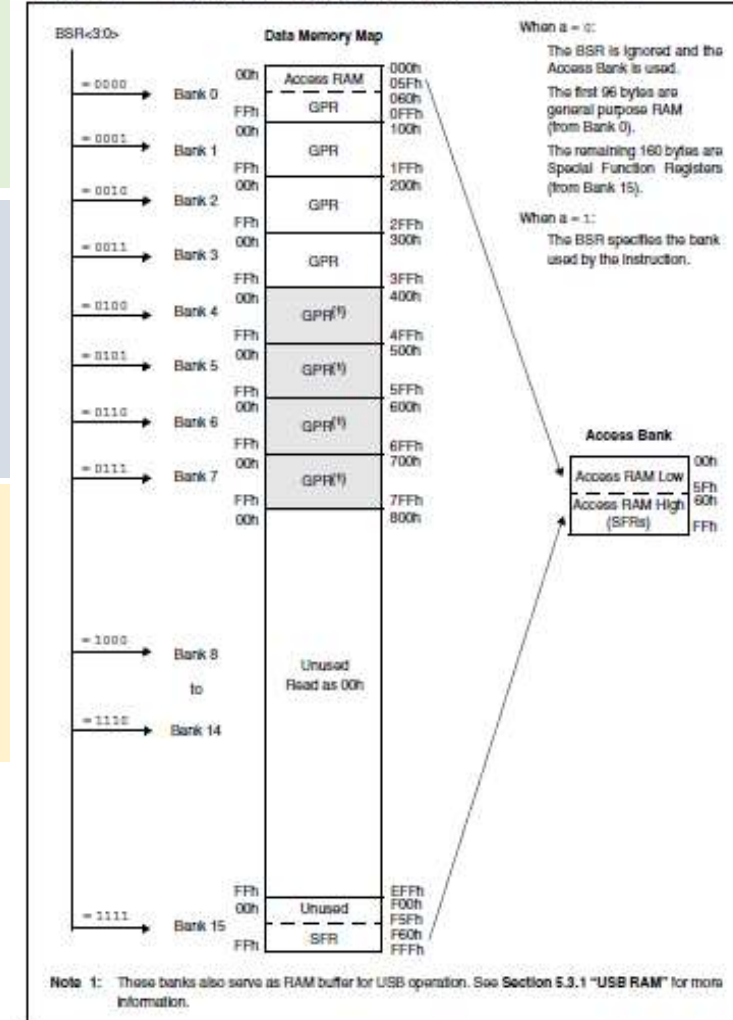 BSR<3:0>
Data Memory Map
When a = 0:
The BSR is ignored and the
Access Bank is used.
The first 96 bytes are
general purpose RAM
(from Bank 0).
The remaining 160 bytes are
Special Function Registers
(from Bank 15).
When a = 1:
The BSR specifies the bank
used by the instruction.
= 0000
Bank 0
00h
Access RAM
000h
05Fh
060h
GPR
FFh
0FFh
= 0001
Bank 1
00h
GPR
100h
FFh
1FFh
= 0010
Bank 2
00h
GPR
200h
FFh
2FFh
= 0011
Bank 3
00h
GPR
300h
FFh
3FFh
= 0100
Bank 4
00h
GPR(1)
400h
FFh
4FFh
= 0101
Bank 5
00h
GPR(1)
500h
FFh
5FFh
= 0110
Bank 6
00h
GPR(1)
600h
FFh
6FFh
= 0111
Bank 7
00h
GPR(1)
700h
FFh
7FFh
00h
800h
Access Bank
Access RAM Low
00h
5Fh
Access RAM High
(SFRs)
60h
FFh
= 1000
Bank 8
to
= 1110
Bank 14
Unused
Read as 00h
FFh
EFFh
= 1111
Bank 15
00h
Unused
F00h
F5Fh
SFR
F60h
FFh
FFFh
Note 1: These banks also serve as RAM buffer for USB operation. See Section 5.3.1 "USB RAM" for more
information.